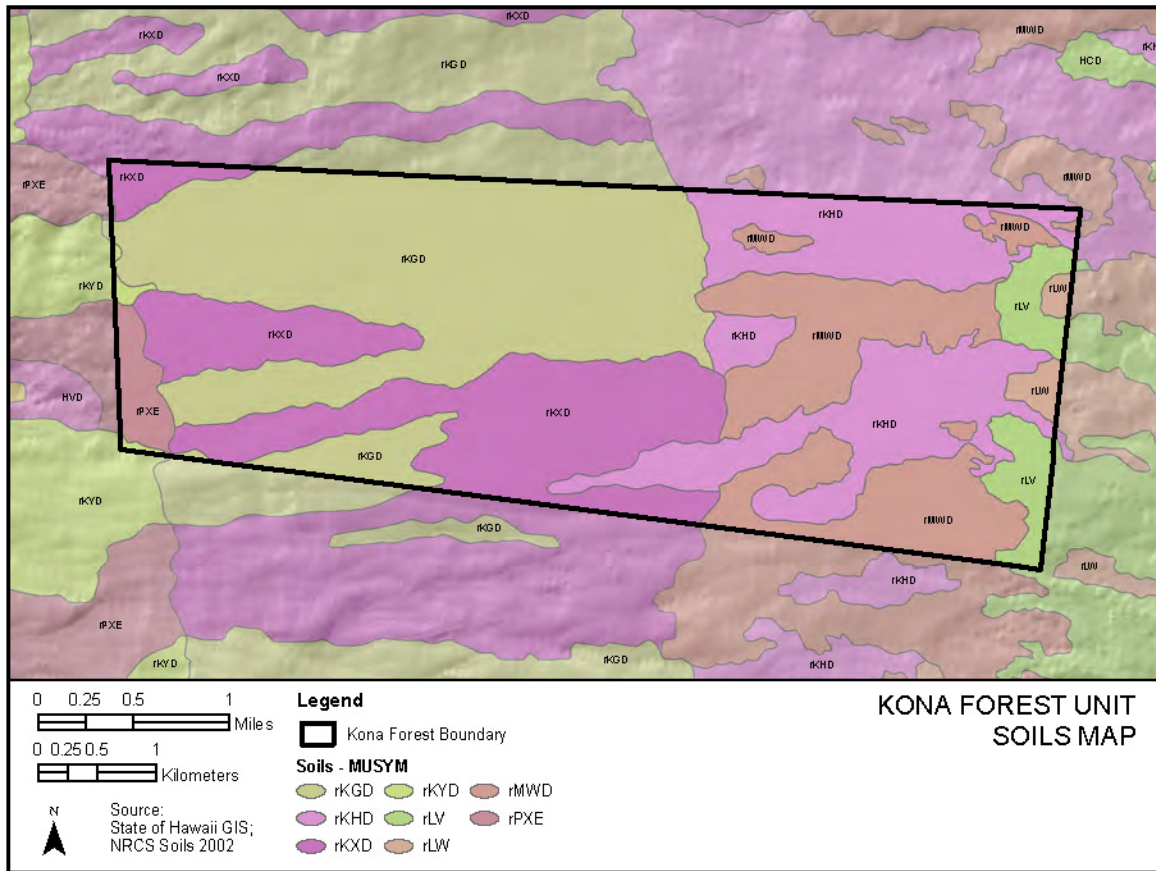 rKXD
rMWD
rKXD
rKGD
rKH
HCD
rKXD
rPXE
rKXD
rMWD
rKHD
rMWD
rMWD
rKGD
rKYD
rLV
rLW
rKXD
rKHD
rMWD
rPXE
HVD
rLW
rKXD
rKHD
rKGD
rLV
rKYD
rKGD
rMWD
rLW
rKHD
rPXE
rKYD
rKGD
rKHD
0 0.25 0.5 1
Miles
0 0.25 0.5 1
Kilometers
N
Source:
State of Hawaii GIS;
NRCS Soils 2002
Legend
Kona Forest Boundary
Soils - MUSYM
rKGD rKYD rMWD
rKHD rLV rPXE
rKXD rLW
KONA FOREST UNIT
SOILS MAP